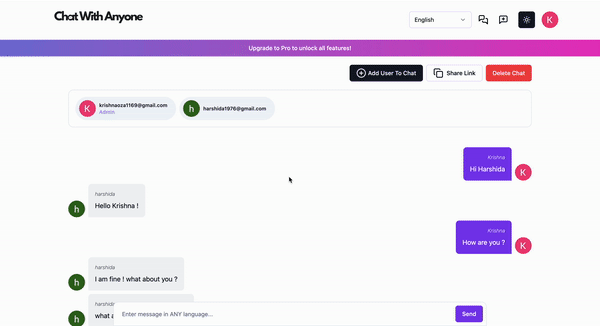 Chat With Anyone
English
K
Upgrade to Pro to unlock all features!
Add User To Chat
Share Link
Delete Chat
K
krishnaoza1169@gmail.com
Admin
h
harshida1976@gmail.com
Krishna
Hi Harshida
K
harshida
Hello Krishna !
h
Krishna
How are you ?
K
harshida
I am fine ! what about you ?
h
harshida
what a
h
Enter message in ANY language...
Send